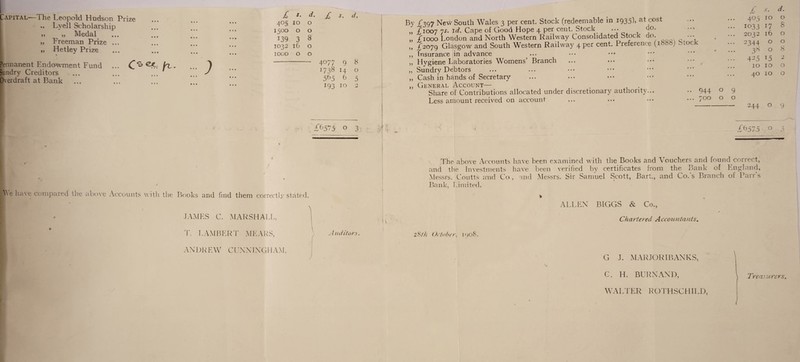 £ s. d. £ s. d.
CAPITAL—The Leopold Hudson Prize ... ... 405 10 0
„ Lyell Scholarship ... ... 1300 0 0
„ „ Medal ... ... 139 3 8
„ Freeman Prize ... ... 1032 16 0
„ Hetley Prize ... ... 1000 0 0
4077 9 8
Permanent Endowment Fund ... ... 1738 14 0
Sundry Creditors ... ... 565 6 5
Overdraft at Bank ... ... 193 10 2
£6575 0 3
We have compared the above Accounts with the Books and find them correctly stated.
JAMES C. MARSHALL,
T. LAMBERT MEARS,
ANDREW CUNNINGHAM,
Auditors.
£ s. d.
By £397 New South Wales 3 per cent. Stock (redeemable in 1935), at cost ... 405 10 0
„ £1007 7s. 1d. Cape of Good Hope 4 per cent. Stock ... do. ... 1033 17 8
„ £1000 London and North Western Railway Consolidated Stock do. ... 2032 16 0
„ £2079 Glasgow and South Western Railway 4 per cent. Preference (1888) Stock ... 2344 0 0
„ Insurance in advance ... ... 38 0 8
„ Hygiene Laboratories Womens' Branch ... ... 425 15 2
„ Sundry Debtors ... ... 10 10 0
„ Cash in hands of Secretary ... ... 40 10 0
„ GENERAL ACCOUNT—
Share of Contributions allocated under discretionary authority... .. 944 0 9
Less amount received on account ... ... 700 0 0
244 0 9
£6575 0 3
The above Accounts have been examined with the Books and Vouchers and found correct,
and the Investments have been verified by certificates from the Bank of England,
Messrs. Coutts and Co., and Messrs. Sir Samuel Scott, Bart., and Co.'s Branch of Parr's
Bank, Limited.
ALLEN BIGGS & Co.,
Chartered Accountants.
28th October, 1908.
G J. MARJORIBANKS,
C. H. BURNAND,
WALTER ROTHSCHILD,
Treasurers.